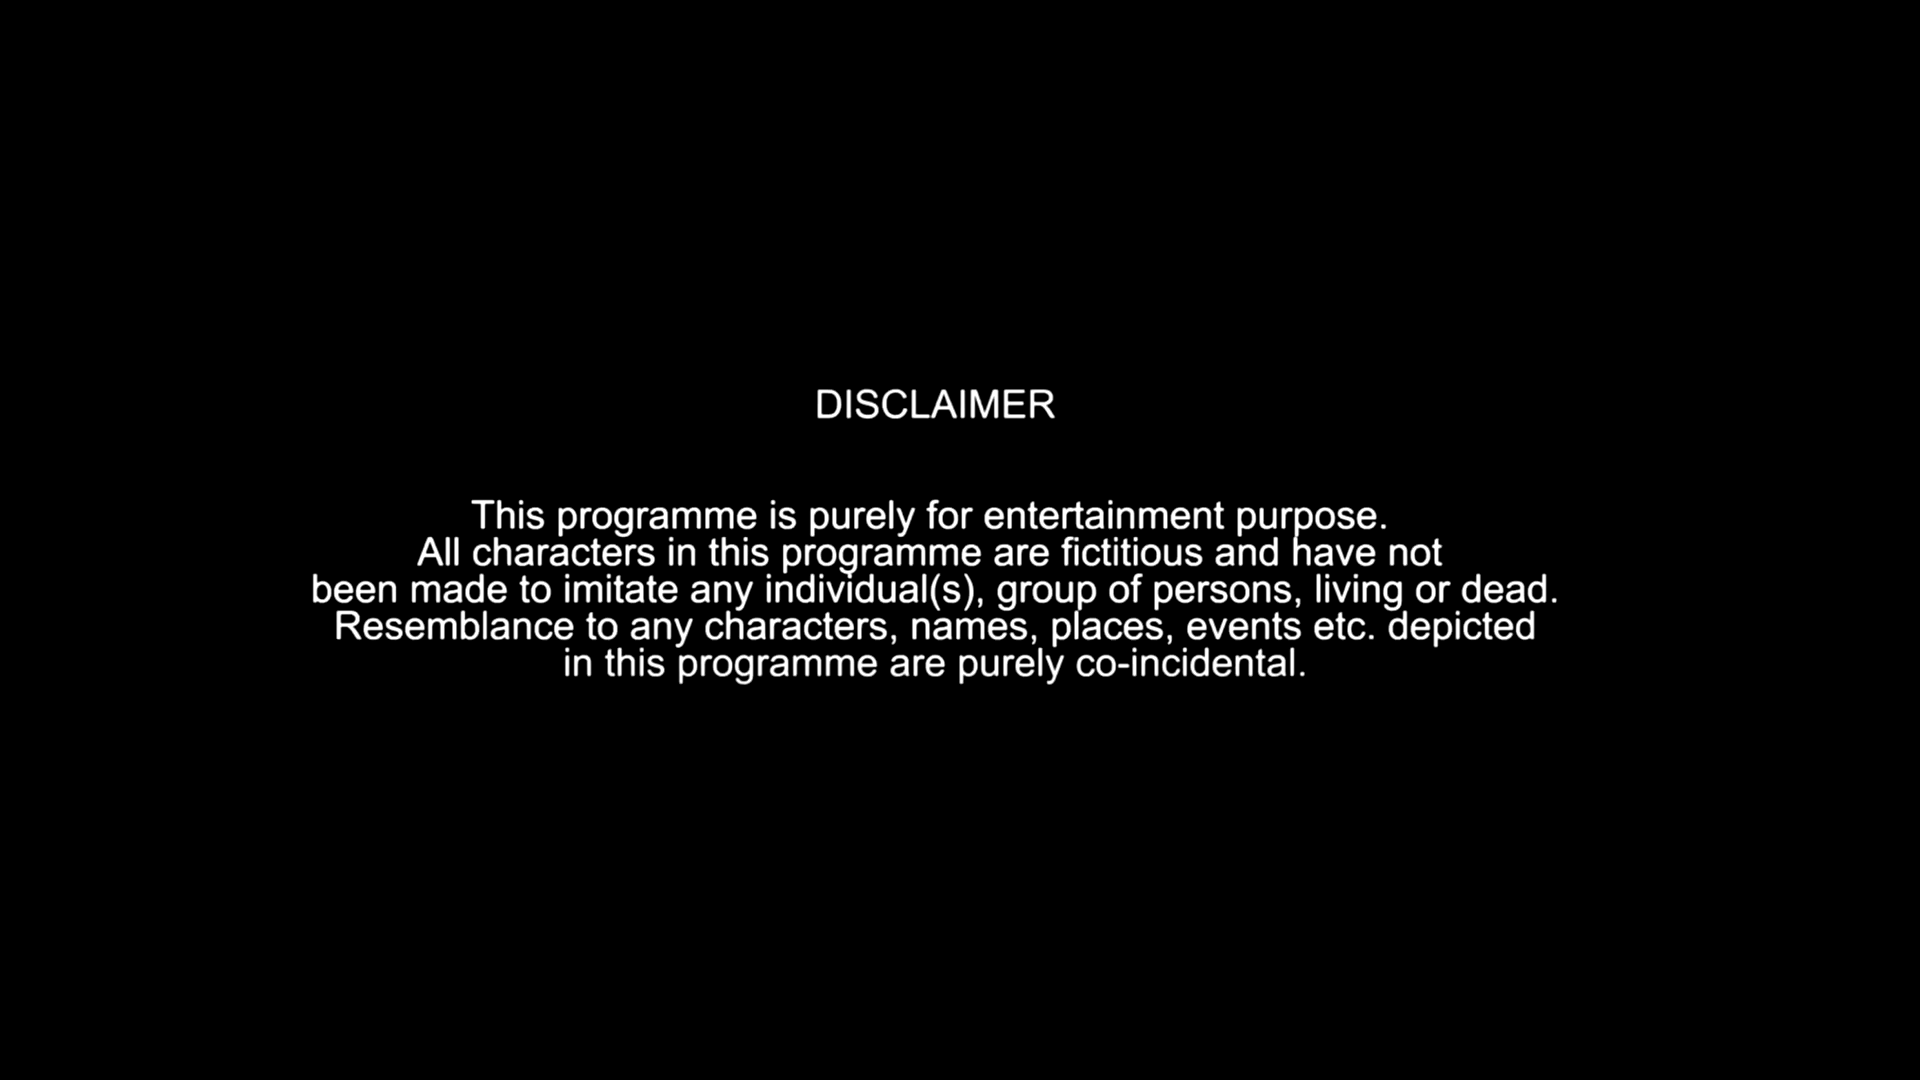 DISCLAIMER
This programme is purely for entertainment purpose.
All characters in this programme are fictitious and have not
been made to imitate any individual(s), group of persons, living or dead.
Resemblance to any characters, names, places, events etc. depicted
in this programme are purely co-incidental.